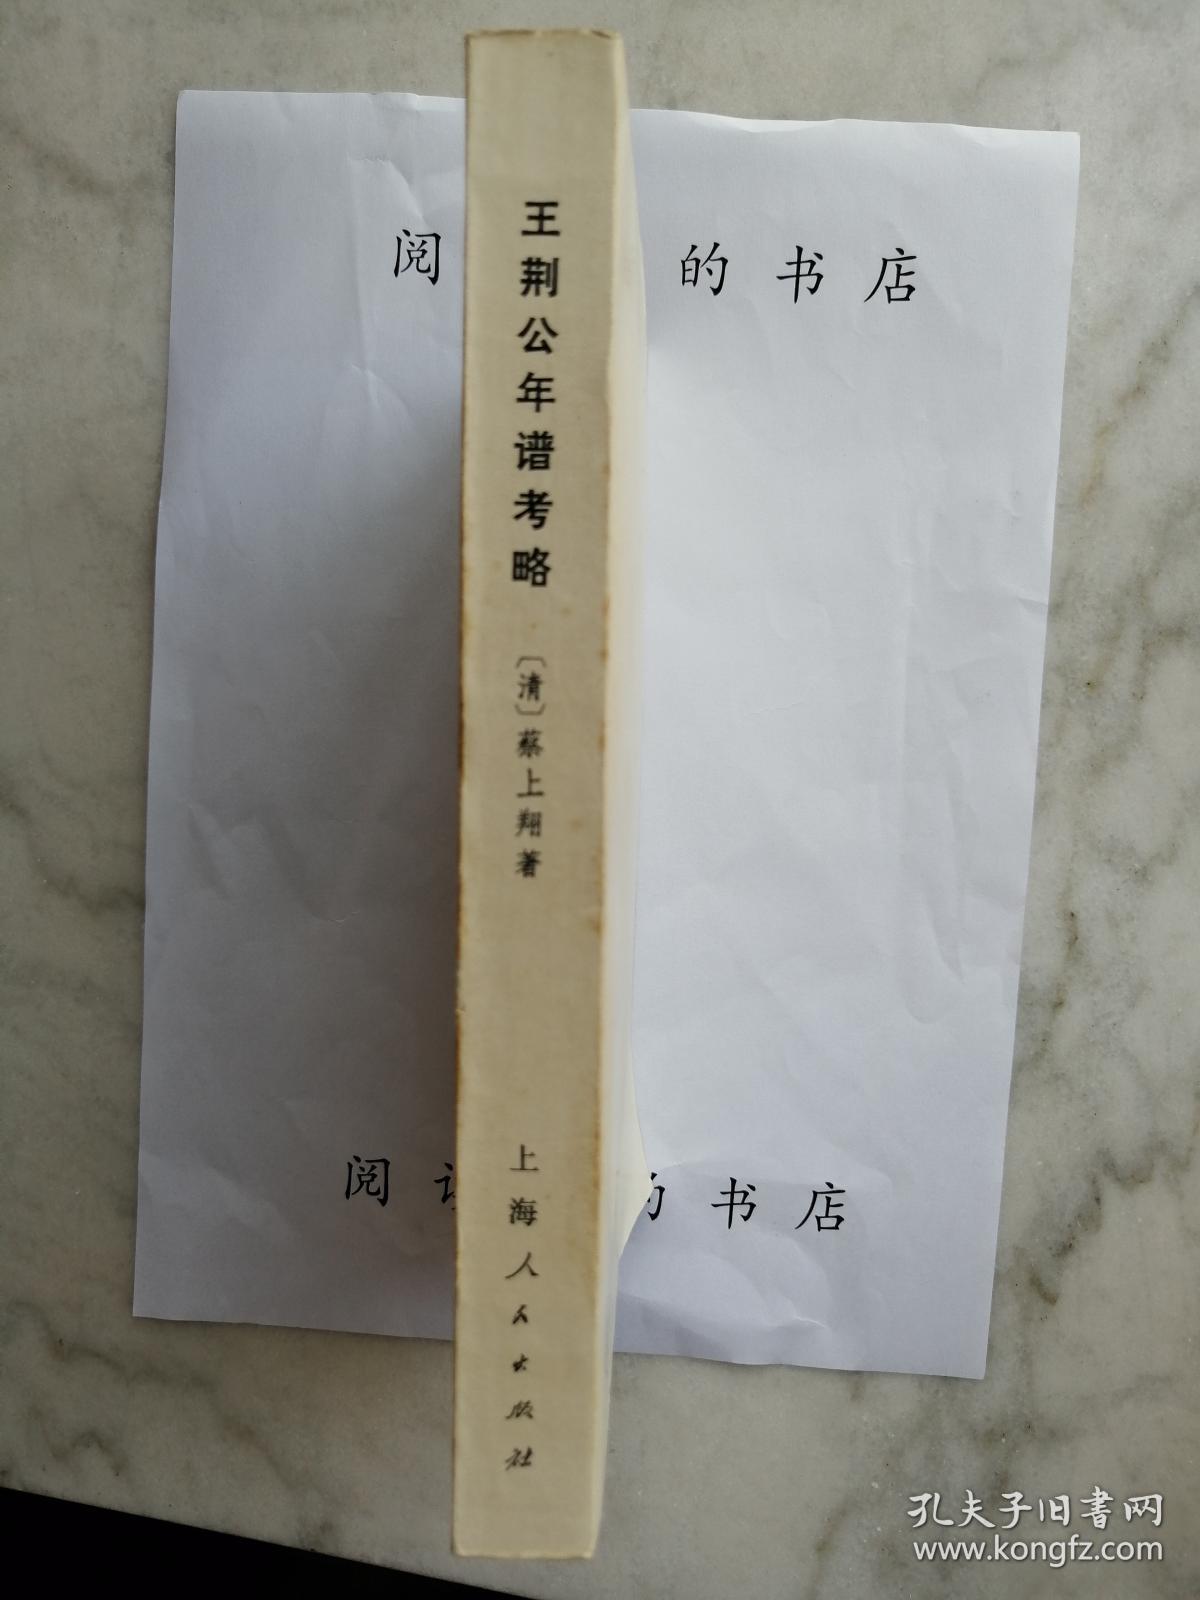 王荆公年谱考略
〔清〕蔡上翔著
上海人民出版社
阅 的书店
阅 的书店
孔夫子旧书网
www.kongfz.com